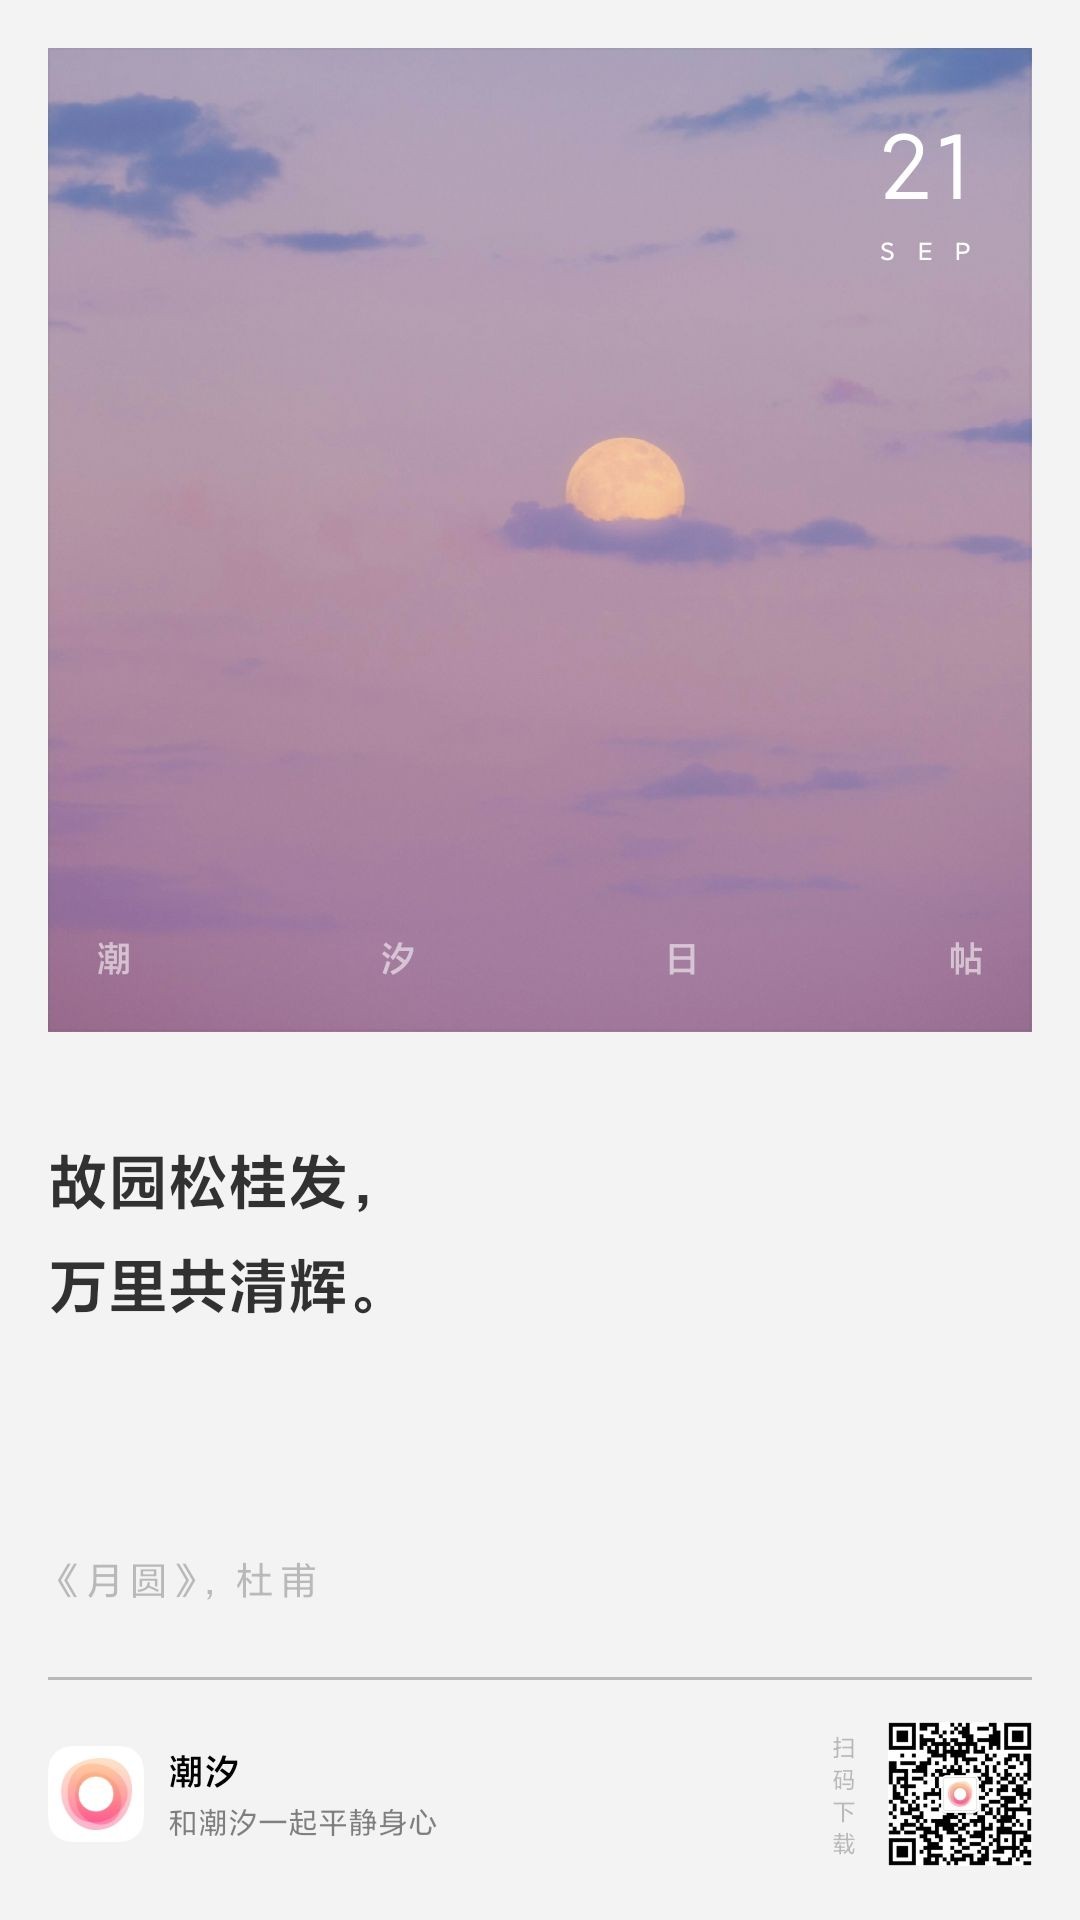 21
SEP
潮汐日帖
故园松桂发，
万里共清辉。
《月圆》, 杜甫
潮汐
和潮汐一起平静身心
扫码下载